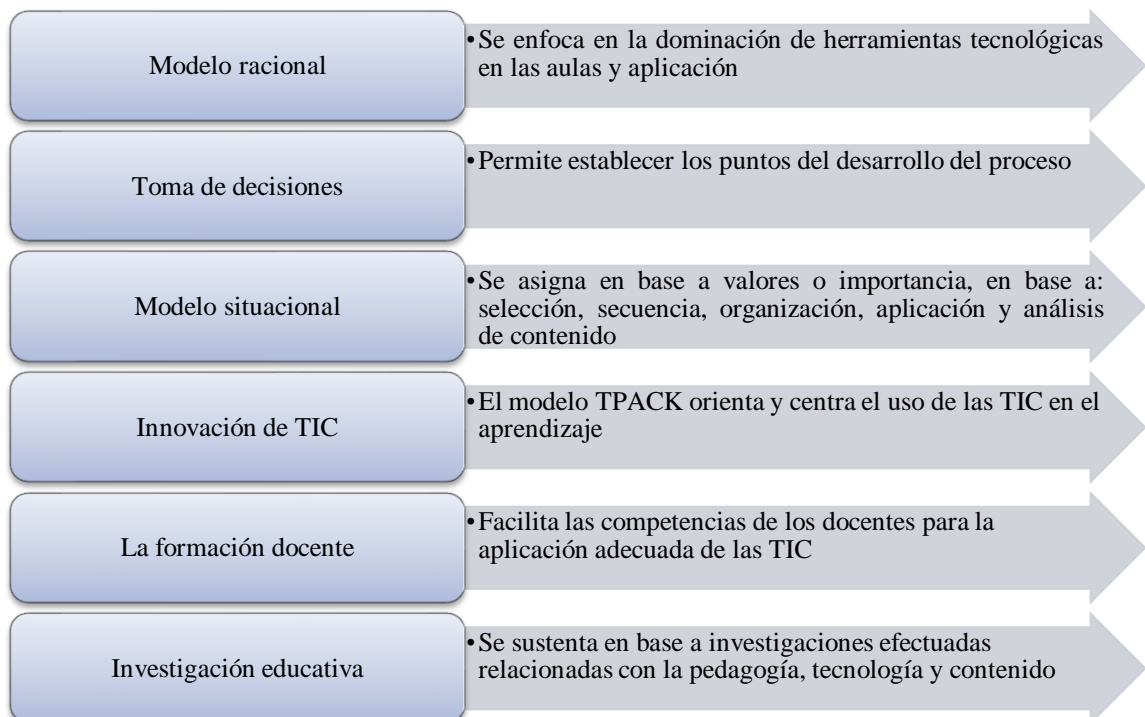 Modelo racional
•Se enfoca en la dominación de herramientas tecnológicas
en las aulas y aplicación
Toma de decisiones
•Permite establecer los puntos del desarrollo del proceso
Modelo situacional
•Se asigna en base a valores o importancia, en base a:
selección, secuencia, organización, aplicación y análisis
de contenido
Innovación de TIC
•El modelo TPACK orienta y centra el uso de las TIC en el
aprendizaje
La formación docente
•Facilita las competencias de los docentes para la
aplicación adecuada de las TIC
Investigación educativa
•Se sustenta en base a investigaciones efectuadas
relacionadas con la pedagogía, tecnología y contenido